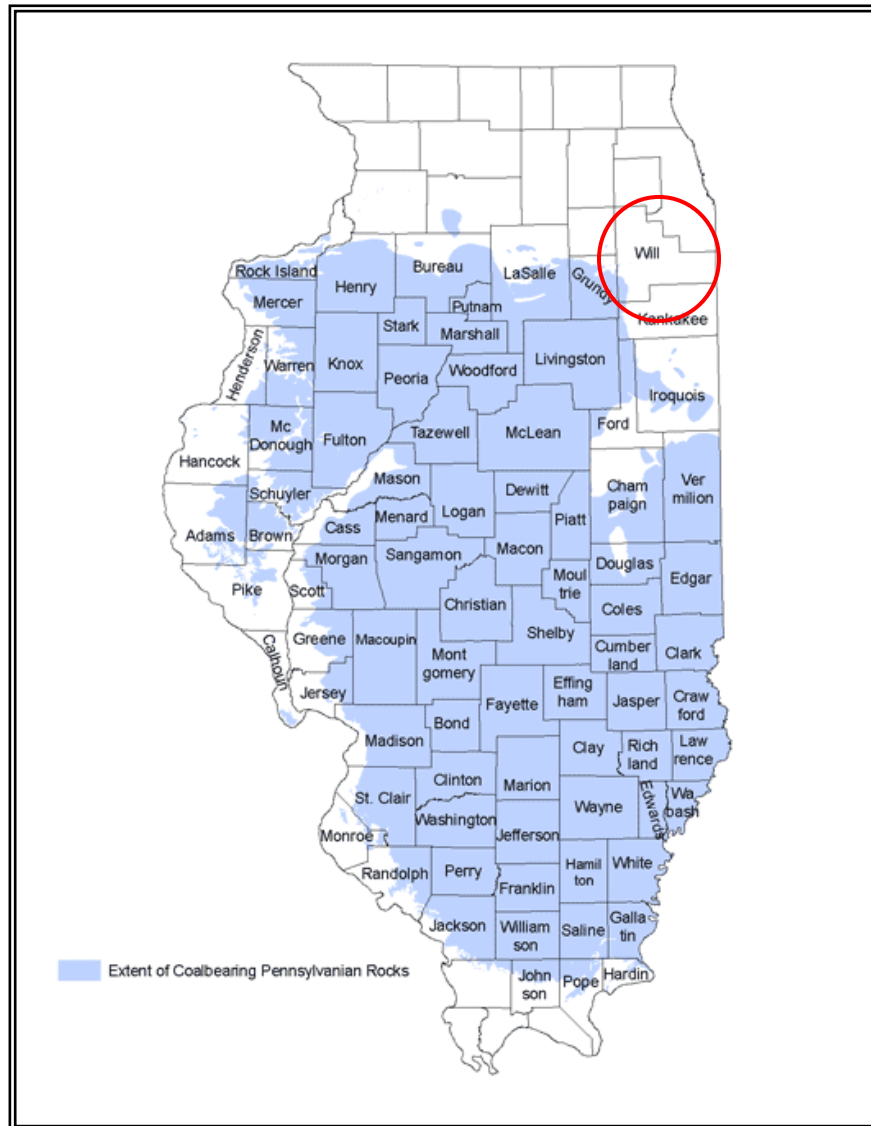 Will
Rock Island
Henry
Bureau
LaSalle
Grundy
Mercer
Putnam
Stark
Marshall
Kankakee
Henderson
Warren
Knox
Peoria
Woodford
Livingston
Iroquois
Mc
Donough
Fulton
Tazewell
McLean
Ford
Hancock
Mason
Cham
paign
Ver
milion
Schuyler
Dewitt
Logan
Piatt
Adams
Brown
Cass
Menard
Macon
Morgan
Sangamon
Moul
trie
Douglas
Edgar
Pike
Scott
Christian
Coles
Shelby
Greene
Macoupin
Mont
gomery
Cumber
land
Clark
Calhoun
Jersey
Fayette
Effing
ham
Jasper
Craw
ford
Madison
Bond
Clay
Rich
land
Law
rence
Clinton
Marion
St. Clair
Wayne
Edwards
Wa
bash
Washington
Monroe
Jefferson
Randolph
Perry
Hamil
ton
White
Franklin
Jackson
William
son
Saline
Galla
tin
Extent of Coalbearing Pennsylvanian Rocks
John
son
Pope
Hardin